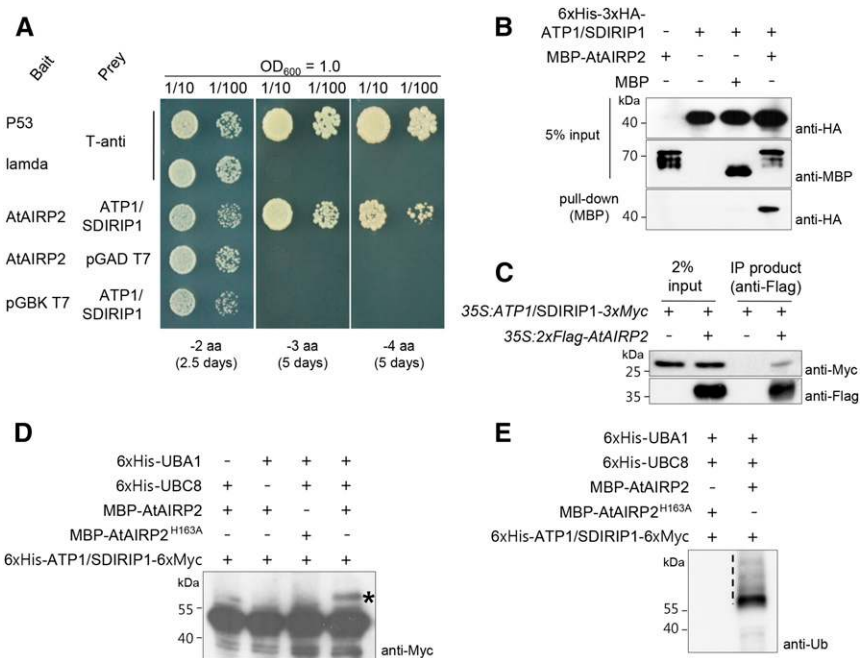 A
Bait
Prey
OD600 = 1.0
1/10 1/100 1/10 1/100 1/10 1/100
P53
T-anti
lamda
AtAIRP2 ATP1/
SDIRIP1
AtAIRP2 pGAD T7
pGBK T7 ATP1/
SDIRIP1
-2 aa
(2.5 days)
-3 aa
(5 days)
-4 aa
(5 days)
B
6xHis-3xHA-
ATP1/SDIRIP1 - + + +
MBP-AtAIRP2 + - - +
MBP +
kDa
5% input
40 anti-HA
70 anti-MBP
pull-down
(MBP)
40 anti-HA
C
2%
input
IP product
(anti-Flag)
35S:ATP1/SDIRIP1-3xMyc + + + +
35S:2xFlag-AtAIRP2 - + - +
kDa
25 anti-Myc
35 anti-Flag
D
6xHis-UBA1 - + + +
6xHis-UBC8 + - + +
MBP-AtAIRP2 + + - +
MBP-AtAIRP2H163A - - + -
6xHis-ATP1/SDIRIP1-6xMyc + + + +
kDa
55
*
40
anti-Myc
E
6xHis-UBA1 + +
6xHis-UBC8 + +
MBP-AtAIRP2 - +
MBP-AtAIRP2H163A + -
6xHis-ATP1/SDIRIP1-6xMyc + +
kDa
55
40
anti-Ub